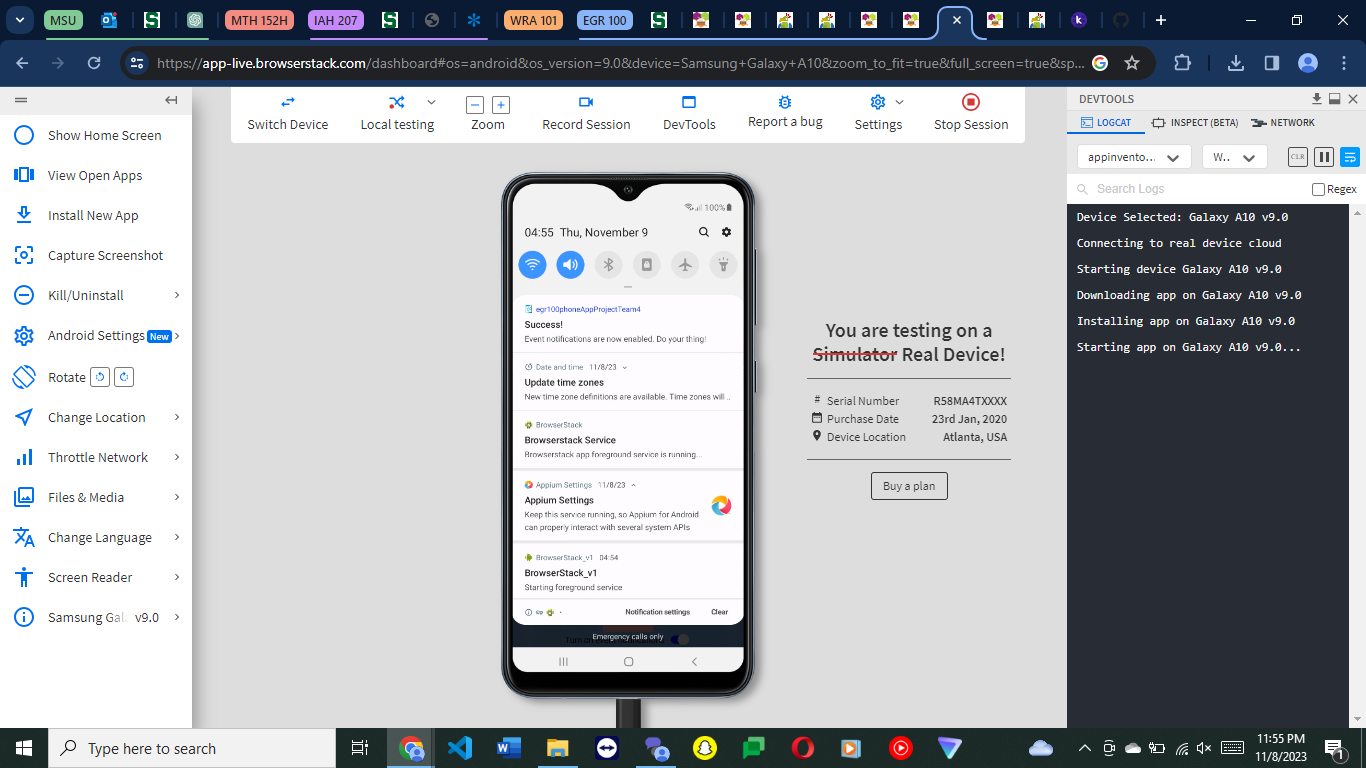 MSU
MTH 152H
IAH 207
WRA 101
EGR 100
https://app-live.browserstack.com/dashboard#os=android&os_version=9.0&device=Samsung+Galaxy+A10&zoom_to_fit=true&full_screen=true&sp...
Show Home Screen
View Open Apps
Install New App
Capture Screenshot
Kill/Uninstall
Android Settings New
Rotate
Change Location
Throttle Network
Files & Media
Change Language
Screen Reader
Samsung Gal v9.0
Switch Device
Local testing
Zoom
Record Session
DevTools
Report a bug
Settings
Stop Session
100%
04:55 Thu, November 9
egr100phoneAppProjectTeam4
Success!
Event notifications are now enabled. Do your thing!
Date and time 11/8/23
Update time zones
New time zone definitions are available. Time zones will ..
BrowserStack
Browserstack Service
Browserstack app foreground service is running...
Appium Settings 11/8/23
Appium Settings
Keep this service running, so Appium for Android
can properly interact with several system APIs
BrowserStack_v1 04:54
BrowserStack_v1
Starting foreground service
Notification settings Clear
Emergency calls only
You are testing on a
Simulator Real Device!
# Serial Number R58MA4TXXXX
Purchase Date 23rd Jan, 2020
Device Location Atlanta, USA
Buy a plan
DEVTOOLS
LOGCAT
INSPECT (BETA)
NETWORK
appinvento...
W..
CLR
Search Logs
Regex
Device Selected: Galaxy A10 v9.0
Connecting to real device cloud
Starting device Galaxy A10 v9.0
Downloading app on Galaxy A10 v9.0
Installing app on Galaxy A10 v9.0
Starting app on Galaxy A10 v9.0...
Type here to search
11:55 PM
11/8/2023
1